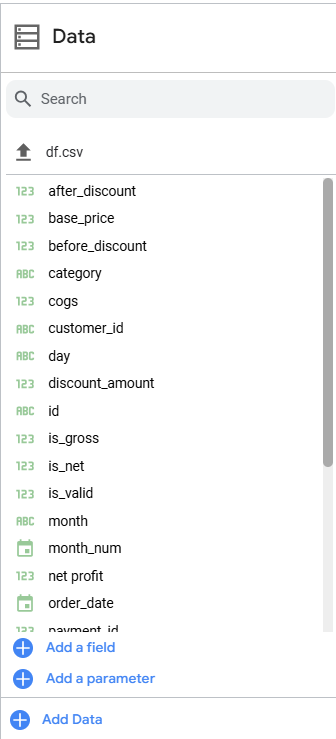 Data
Search
df.csv
123 after_discount
123 base_price
123 before_discount
ABC category
123 cogs
ABC customer_id
ABC day
123 discount_amount
ABC id
123 is_gross
123 is_net
123 is_valid
ABC month
month_num
123 net profit
order_date
123 payment_id
Add a field
Add a parameter
Add Data